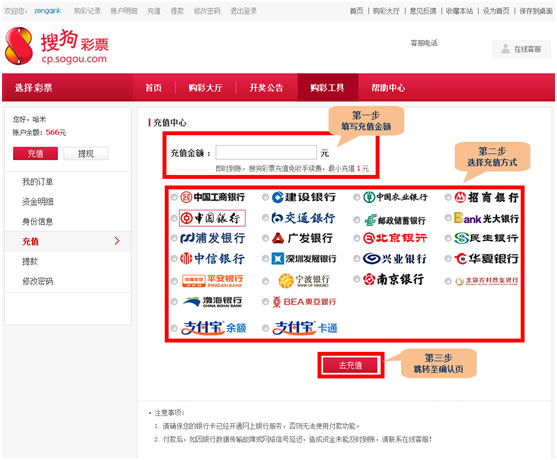 欢迎您， zengqink 购彩记录 账户明细 充值 提款 修改密码 退出登录
首页 | 购彩大厅 | 意见反馈 | 收藏本站 | 设为首页 | 保存到桌面
搜狗彩票
cp.sogou.com
客服电话
在线客服
选择彩票 首页 购彩大厅 开奖公告 购彩工具 帮助中心
您好，哈米
账户余额：566元
充值 提现
我的订单
资金明细
身份信息
充值
提款
修改密码
充值中心
第一步
填写充值金额
充值金额： 元
即时到账，搜狗彩票充值免收手续费，最小充值 1 元
第二步
选择充值方式
中国工商银行 建设银行 中国农业银行 招商银行
中国银行 交通银行 邮政储蓄银行 Bank 光大银行
浦发银行 广发银行 北京银行 民生银行
中信银行 深圳发展银行 兴业银行 华夏银行
中国平安 平安银行 PING AN BANK 宁波银行 BANK OF NINGBO 南京银行 北京农村商业银行
渤海银行 CHINA BOHAI BANK BEA東亞銀行
支付宝 余额 支付宝 卡通
去充值
第三步
跳转至确认页
• 注意事项：
1. 请确保您的银行卡已经开通网上银行服务，否则无法使用付款功能。
2. 付款后，如因银行数据传输故障或网络信号延迟，造成资金未能及时到账，请联系在线客服！